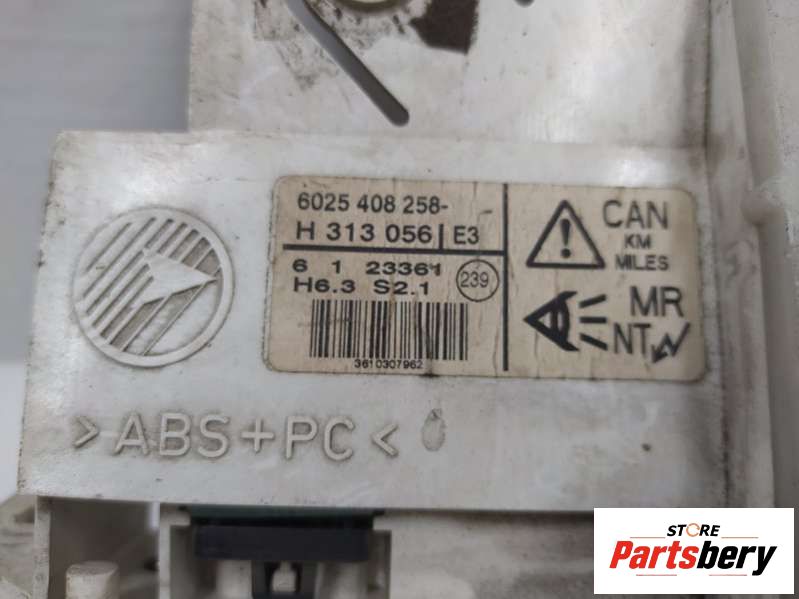 6025 408 258-
H 313 056 E3
6 1 23361
H6.3 S2.1
239
3610307962
CAN
KM
MILES
MR
NT
>ABS+PC<
STORE
Partsbery